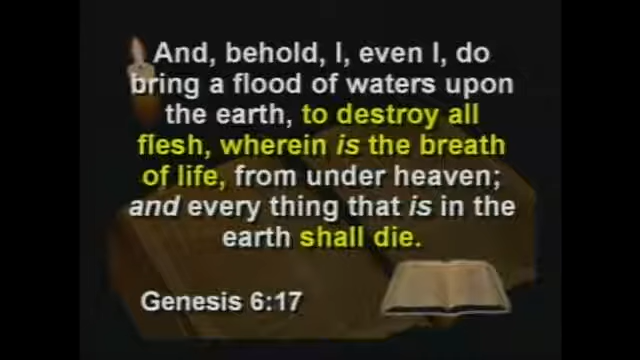 And, behold, I, even I, do
bring a flood of waters upon
the earth, to destroy all
flesh, wherein is the breath
of life, from under heaven;
and every thing that is in the
earth shall die.
Genesis 6:17